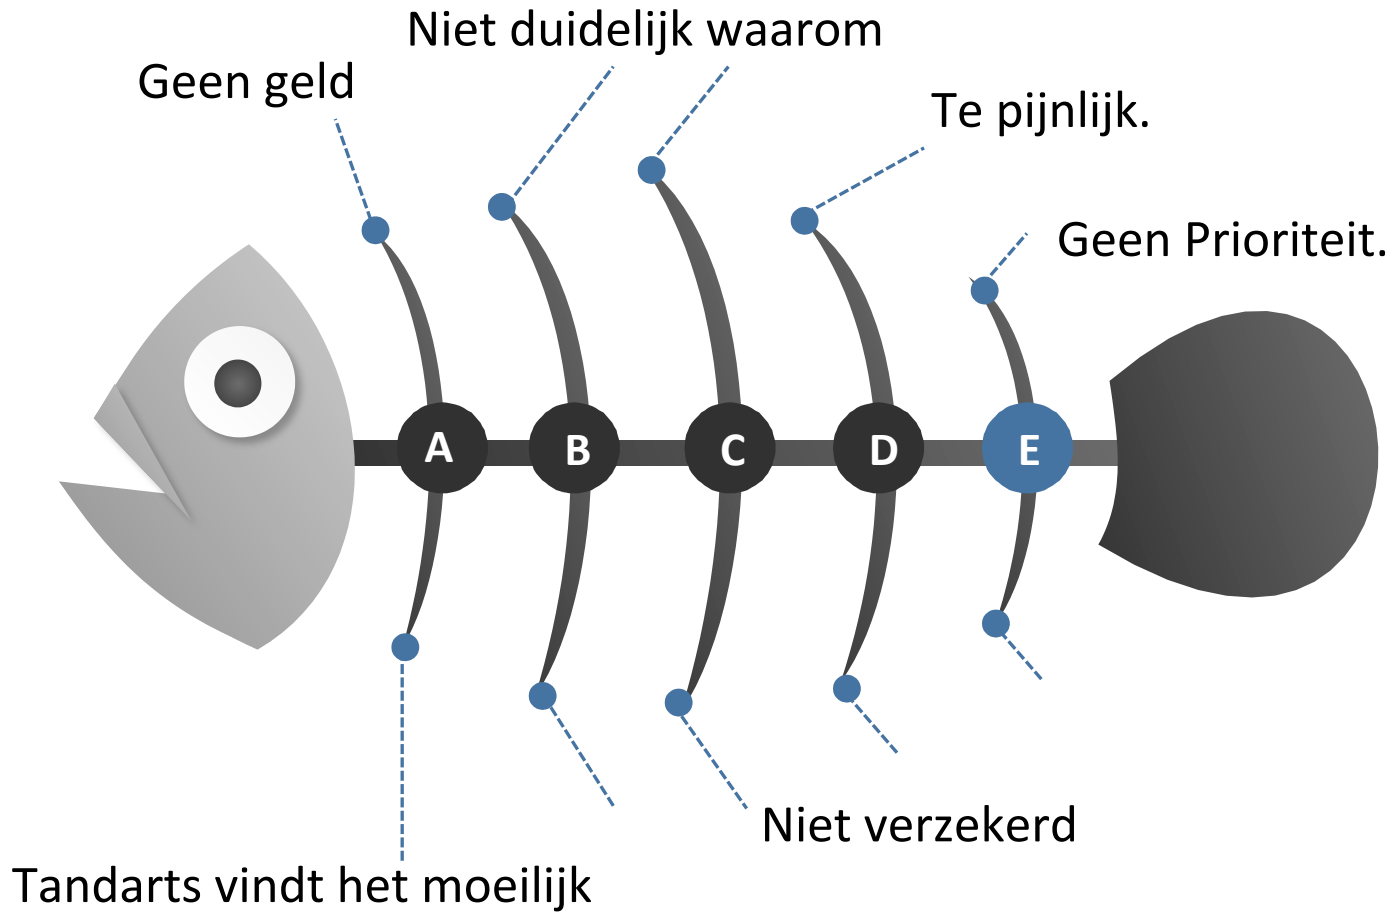 Niet duidelijk waarom
Geen geld
Te pijnlijk.
Geen Prioriteit.
A
B
C
D
E
Niet verzekerd
Tandarts vindt het moeilijk